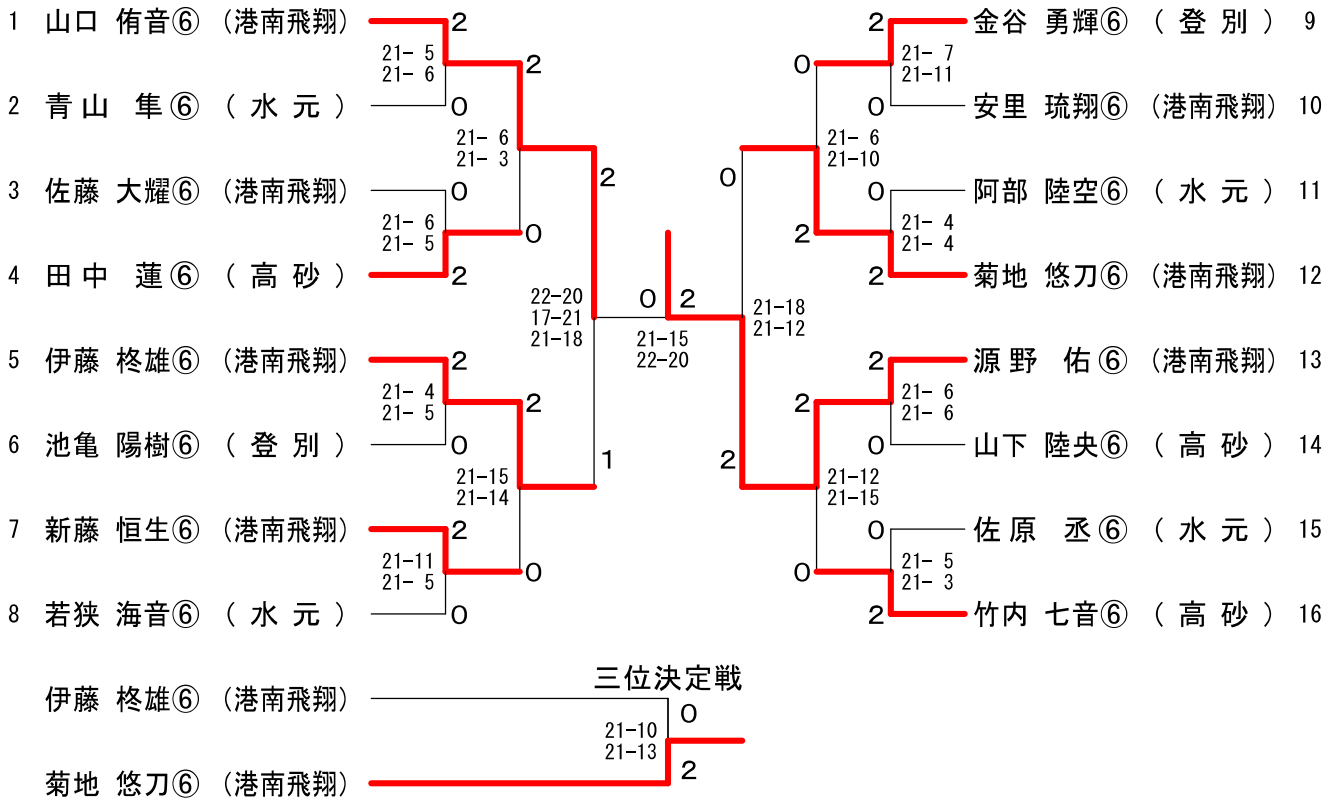 1 山口 侑音⑥ (港南飛翔) 2 2 金谷 勇輝⑥ ( 登 別 ) 9
21- 5 2 0 21- 7
21- 6 21-11
2 青山 隼⑥ ( 水 元 ) 0 0 安里 琉翔⑥ (港南飛翔) 10
21- 6 21- 6
21- 3 2 0 21-10
3 佐藤 大耀⑥ (港南飛翔) 0 0 阿部 陸空⑥ ( 水 元 ) 11
21- 6 0 2 21- 4
21- 5 21- 4
4 田中 蓮⑥ ( 高 砂 ) 2 2 菊地 悠刀⑥ (港南飛翔) 12
22-20 0 2 21-18
17-21 21-12
21-18 21-15
22-20
5 伊藤 柊雄⑥ (港南飛翔) 2 2 源野 佑⑥ (港南飛翔) 13
21- 4 2 2 21- 6
21- 5 21- 6
6 池亀 陽樹⑥ ( 登 別 ) 0 0 山下 陸央⑥ ( 高 砂 ) 14
21-15 1 2 21-12
21-14 21-15
7 新藤 恒生⑥ (港南飛翔) 2 0 佐原 丞⑥ ( 水 元 ) 15
21-11 0 0 21- 5
21- 5 21- 3
8 若狭 海音⑥ ( 水 元 ) 0 2 竹内 七音⑥ ( 高 砂 ) 16
三位決定戦
伊藤 柊雄⑥ (港南飛翔) 0
21-10
21-13
菊地 悠刀⑥ (港南飛翔) 2